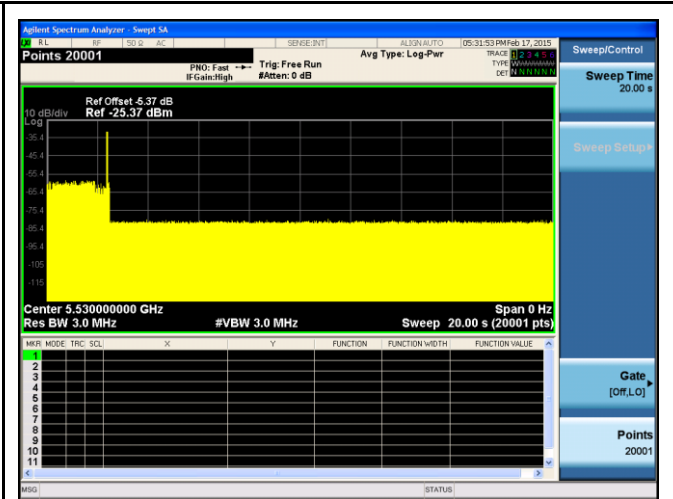 Agilent Spectrum Analyzer - Swept SA
RL RF 50 Ω AC SENSE:INT ALIGN AUTO 05:31:53 PM Feb 17, 2015
Points 20001 Avg Type: Log-Pwr TRACE 1 2 3 4 5 6
PNO: Fast Trig: Free Run TYPE
IFGain:High #Atten: 0 dB DET N N N N N N
Ref Offset -5.37 dB
10 dB/div Ref -25.37 dBm
Log
-35.4
-45.4
-55.4
-65.4
-75.4
-85.4
-95.4
-105
-115
Center 5.530000000 GHz Span 0 Hz
Res BW 3.0 MHz #VBW 3.0 MHz Sweep 20.00 s (20001 pts)
MKR MODE TRC SCL X Y FUNCTION FUNCTION WIDTH FUNCTION VALUE
1
2
3
4
5
6
7
8
9
10
11
MSG STATUS
Sweep/Control
Sweep Time
20.00 s
Sweep Setup
Gate
[Off,LO]
Points
20001